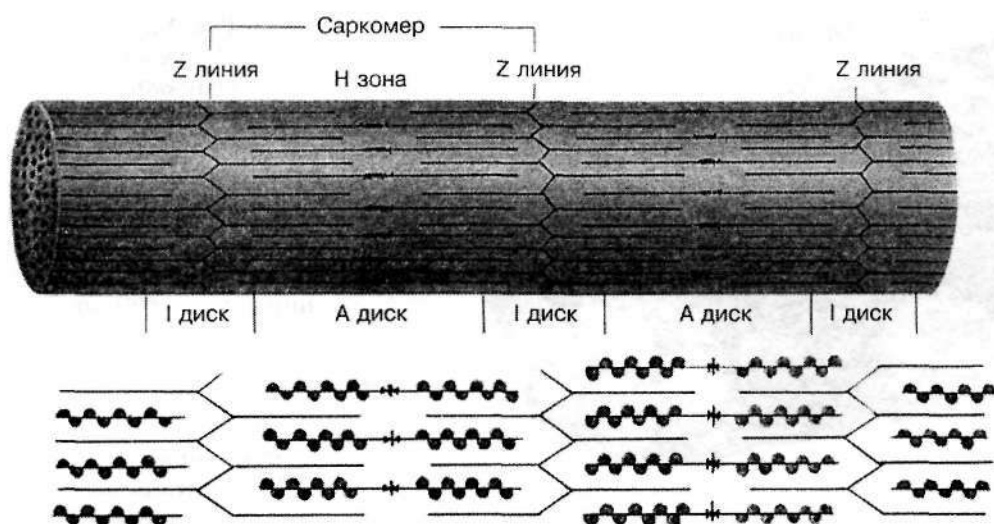 Саркомер
Z линия Н зона Z линия Z линия
I диск А диск I диск А диск I диск